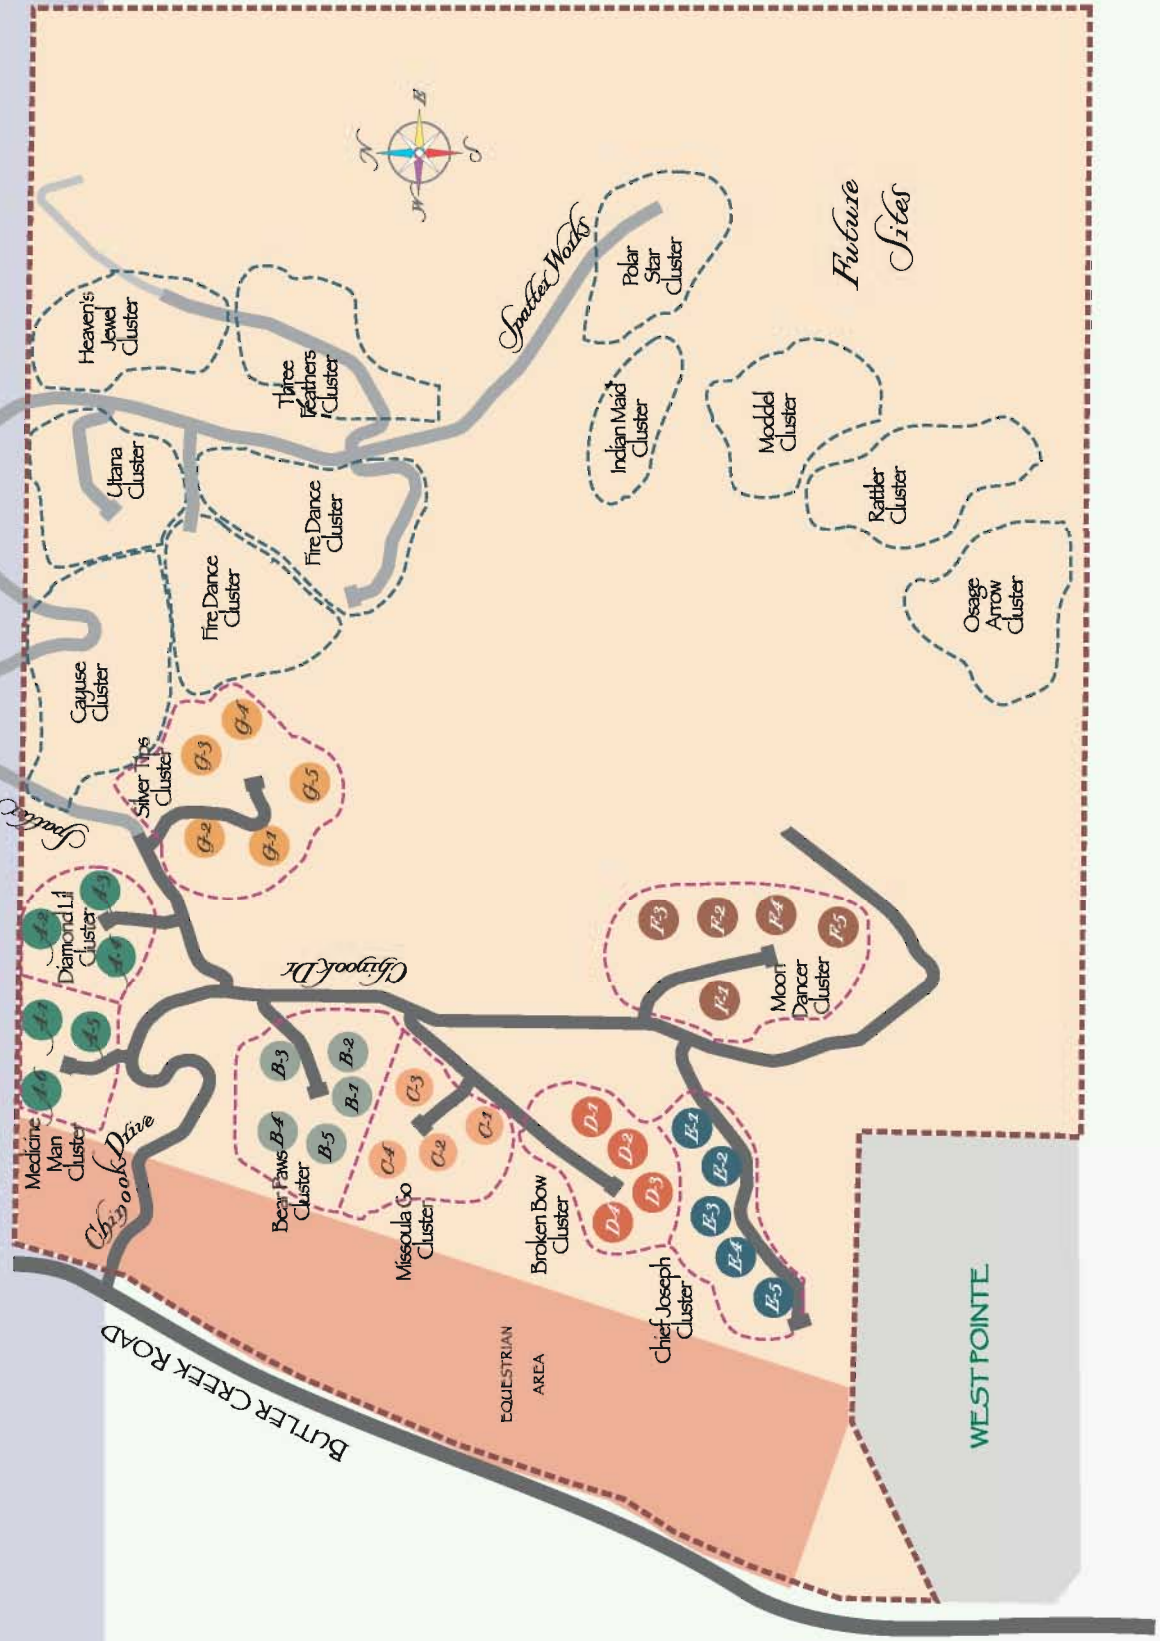 Heaven's
Jewel
Cluster
N
E
S
W
Three
Feathers
Cluster
Utana
Cluster
Fire Dance
Cluster
Fire Dance
Cluster
Cayuse
Cluster
Spatter Works
Polar
Star
Cluster
Future
Sites
Indian Maid
Cluster
Moddel
Cluster
Rattler
Cluster
Osage
Arrow
Cluster
Silver Tips
Cluster
G-1
G-2
G-3
G-4
G-5
Diamond Lil
Cluster
A-2
A-3
A-4
Medicine
Man
Cluster
A-1
A-5
A-6
Chinook Dr
Chinook Drive
Bear Paws
Cluster
B-1
B-2
B-3
B-4
B-5
Missoula Go
Cluster
C-1
C-2
C-3
C-4
Broken Bow
Cluster
D-1
D-2
D-3
D-4
Chief Joseph
Cluster
E-1
E-2
E-3
E-4
E-5
Moon
Dancer
Cluster
F-1
F-2
F-3
F-4
F-5
BUTLER CREEK ROAD
EQUESTRIAN
AREA
WEST POINTE